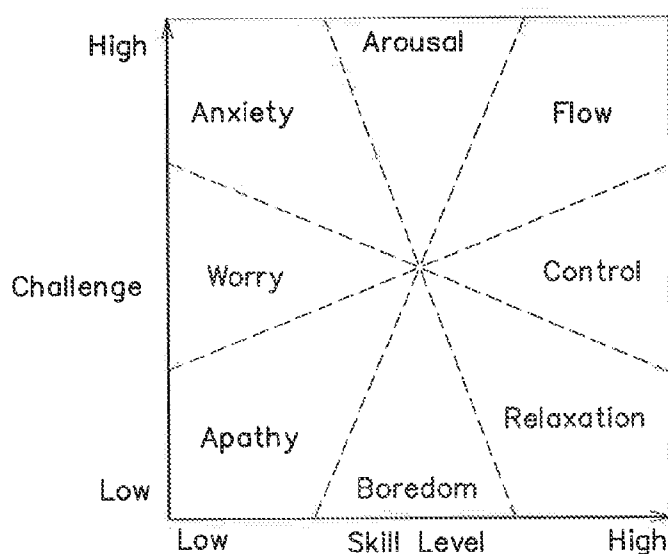 High
Arousal
Anxiety
Flow
Challenge
Worry
Control
Apathy
Relaxation
Low
Boredom
Low
Skill Level
High